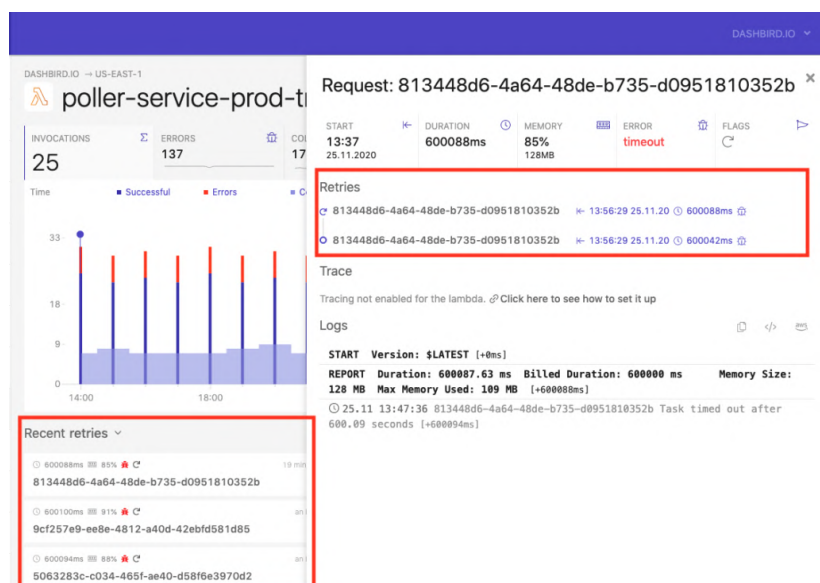 DASHBIRD.IO
DASHBIRD.IO → US-EAST-1
poller-service-prod-tr
INVOCATIONS Σ
25
ERRORS
137
17
Time
Successful
Errors
33
18
9
0
14:00
18:00
Recent retries
600088ms 85%
19 min
813448d6-4a64-48de-b735-d0951810352b
600100ms 91%
an
9cf257e9-ee8e-4812-a40d-42ebfd581d85
600094ms 88%
an
5063283c-c034-465f-ae40-d58f6e3970d2
Request: 813448d6-4a64-48de-b735-d0951810352b ×
START
13:37
25.11.2020
DURATION
600088ms
MEMORY
85%
128MB
ERROR
timeout
FLAGS
Retries
813448d6-4a64-48de-b735-d0951810352b 13:56:29 25.11.20 600088ms
813448d6-4a64-48de-b735-d0951810352b 13:56:29 25.11.20 600042ms
Trace
Tracing not enabled for the lambda. Click here to see how to set it up
Logs
START Version: $LATEST [+0ms]
REPORT Duration: 600087.63 ms Billed Duration: 600000 ms Memory Size:
128 MB Max Memory Used: 109 MB [+600088ms]
25.11 13:47:36 813448d6-4a64-48de-b735-d0951810352b Task timed out after
600.09 seconds [+600094ms]